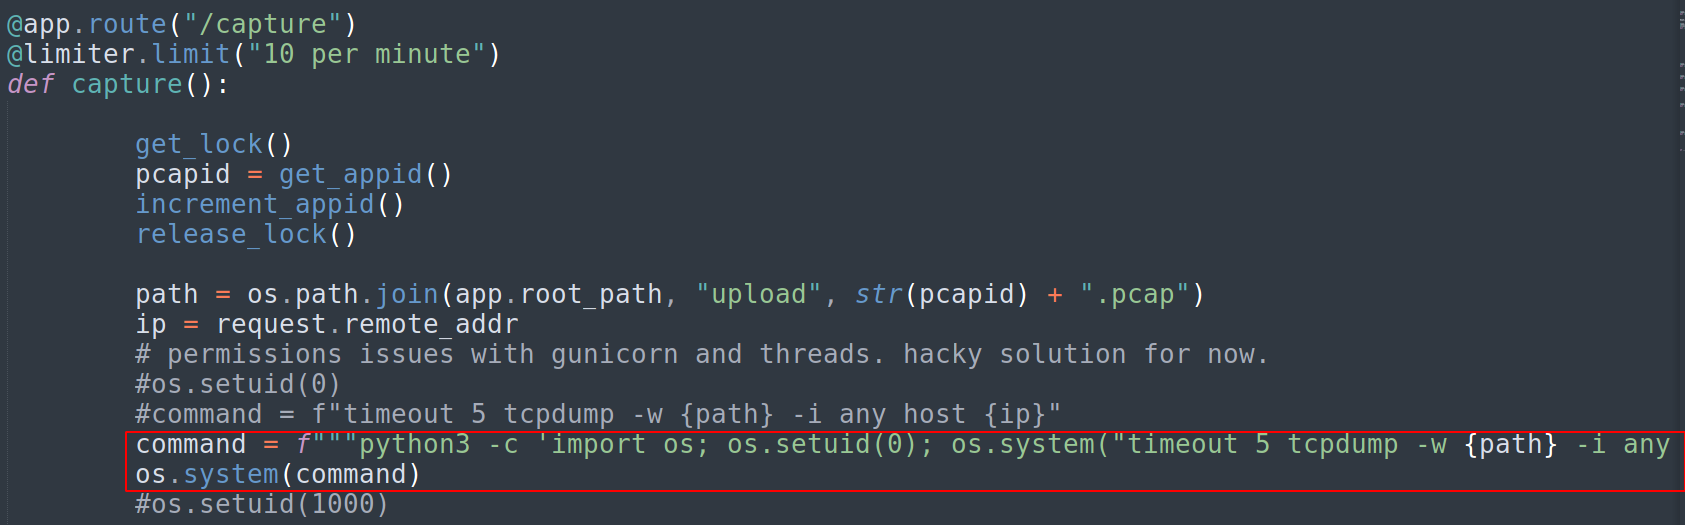 @app.route("/capture")
@limiter.limit("10 per minute")
def capture():
get_lock()
pcapid = get_appid()
increment_appid()
release_lock()
path = os.path.join(app.root_path, "upload", str(pcapid) + ".pcap")
ip = request.remote_addr
# permissions issues with gunicorn and threads. hacky solution for now.
#os.setuid(0)
#command = f"timeout 5 tcpdump -w {path} -i any host {ip}"
command = f"""python3 -c 'import os; os.setuid(0); os.system("timeout 5 tcpdump -w {path} -i any
os.system(command)
#os.setuid(1000)